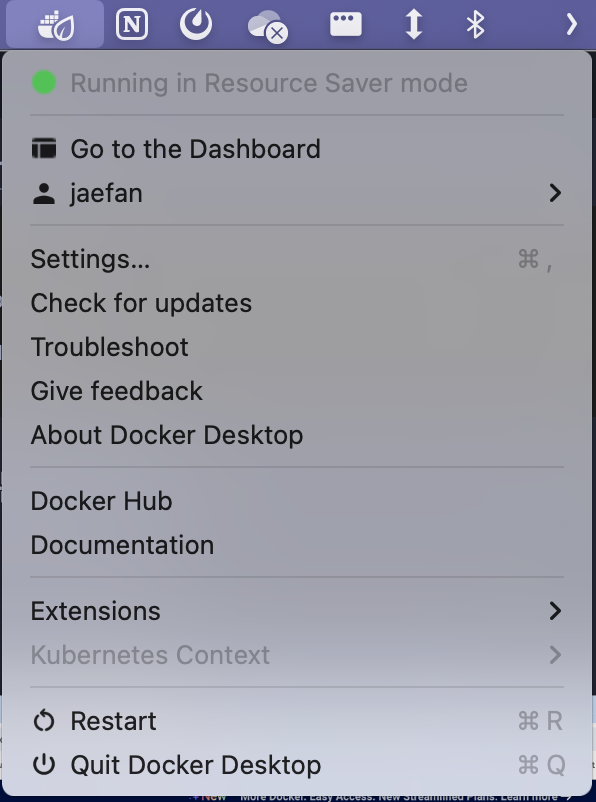 N
Running in Resource Saver mode
Go to the Dashboard
jaefan
Settings... ⌘ ,
Check for updates
Troubleshoot
Give feedback
About Docker Desktop
Docker Hub
Documentation
Extensions
Kubernetes Context
Restart ⌘ R
Quit Docker Desktop ⌘ Q
New More Docker. Easy Access. New Streamlined Plans. Learn more →